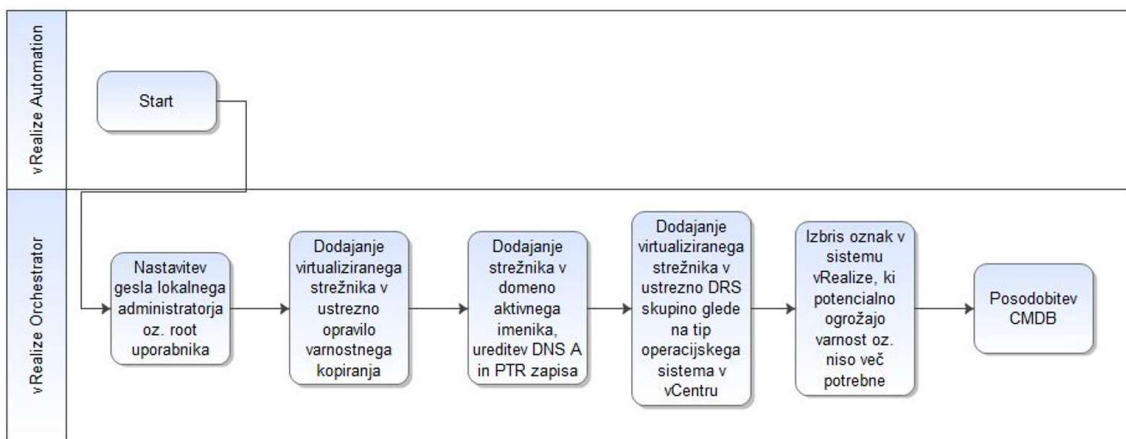 vRealize Automation
Start
vRealize Orchestrator
Nastavitev
gesla lokalnega
administratorja
oz. root
uporabnika
Dodajanje
virtualiziranega
strežnika v
ustrezno
opravilo
varnostnega
kopiranja
Dodajanje
strežnika v
domeno
aktivnega
imenika,
ureditev DNS A
in PTR zapisa
Dodajanje
virtualiziranega
strežnika v
ustrezno DRS
skupino glede
na tip
operacijskega
sistema v
vCentru
Izbris oznak v
sistemu
vRealize, ki
potencialno
ogrožajo
varnost oz.
niso več
potrebne
Posodobitev
CMDB